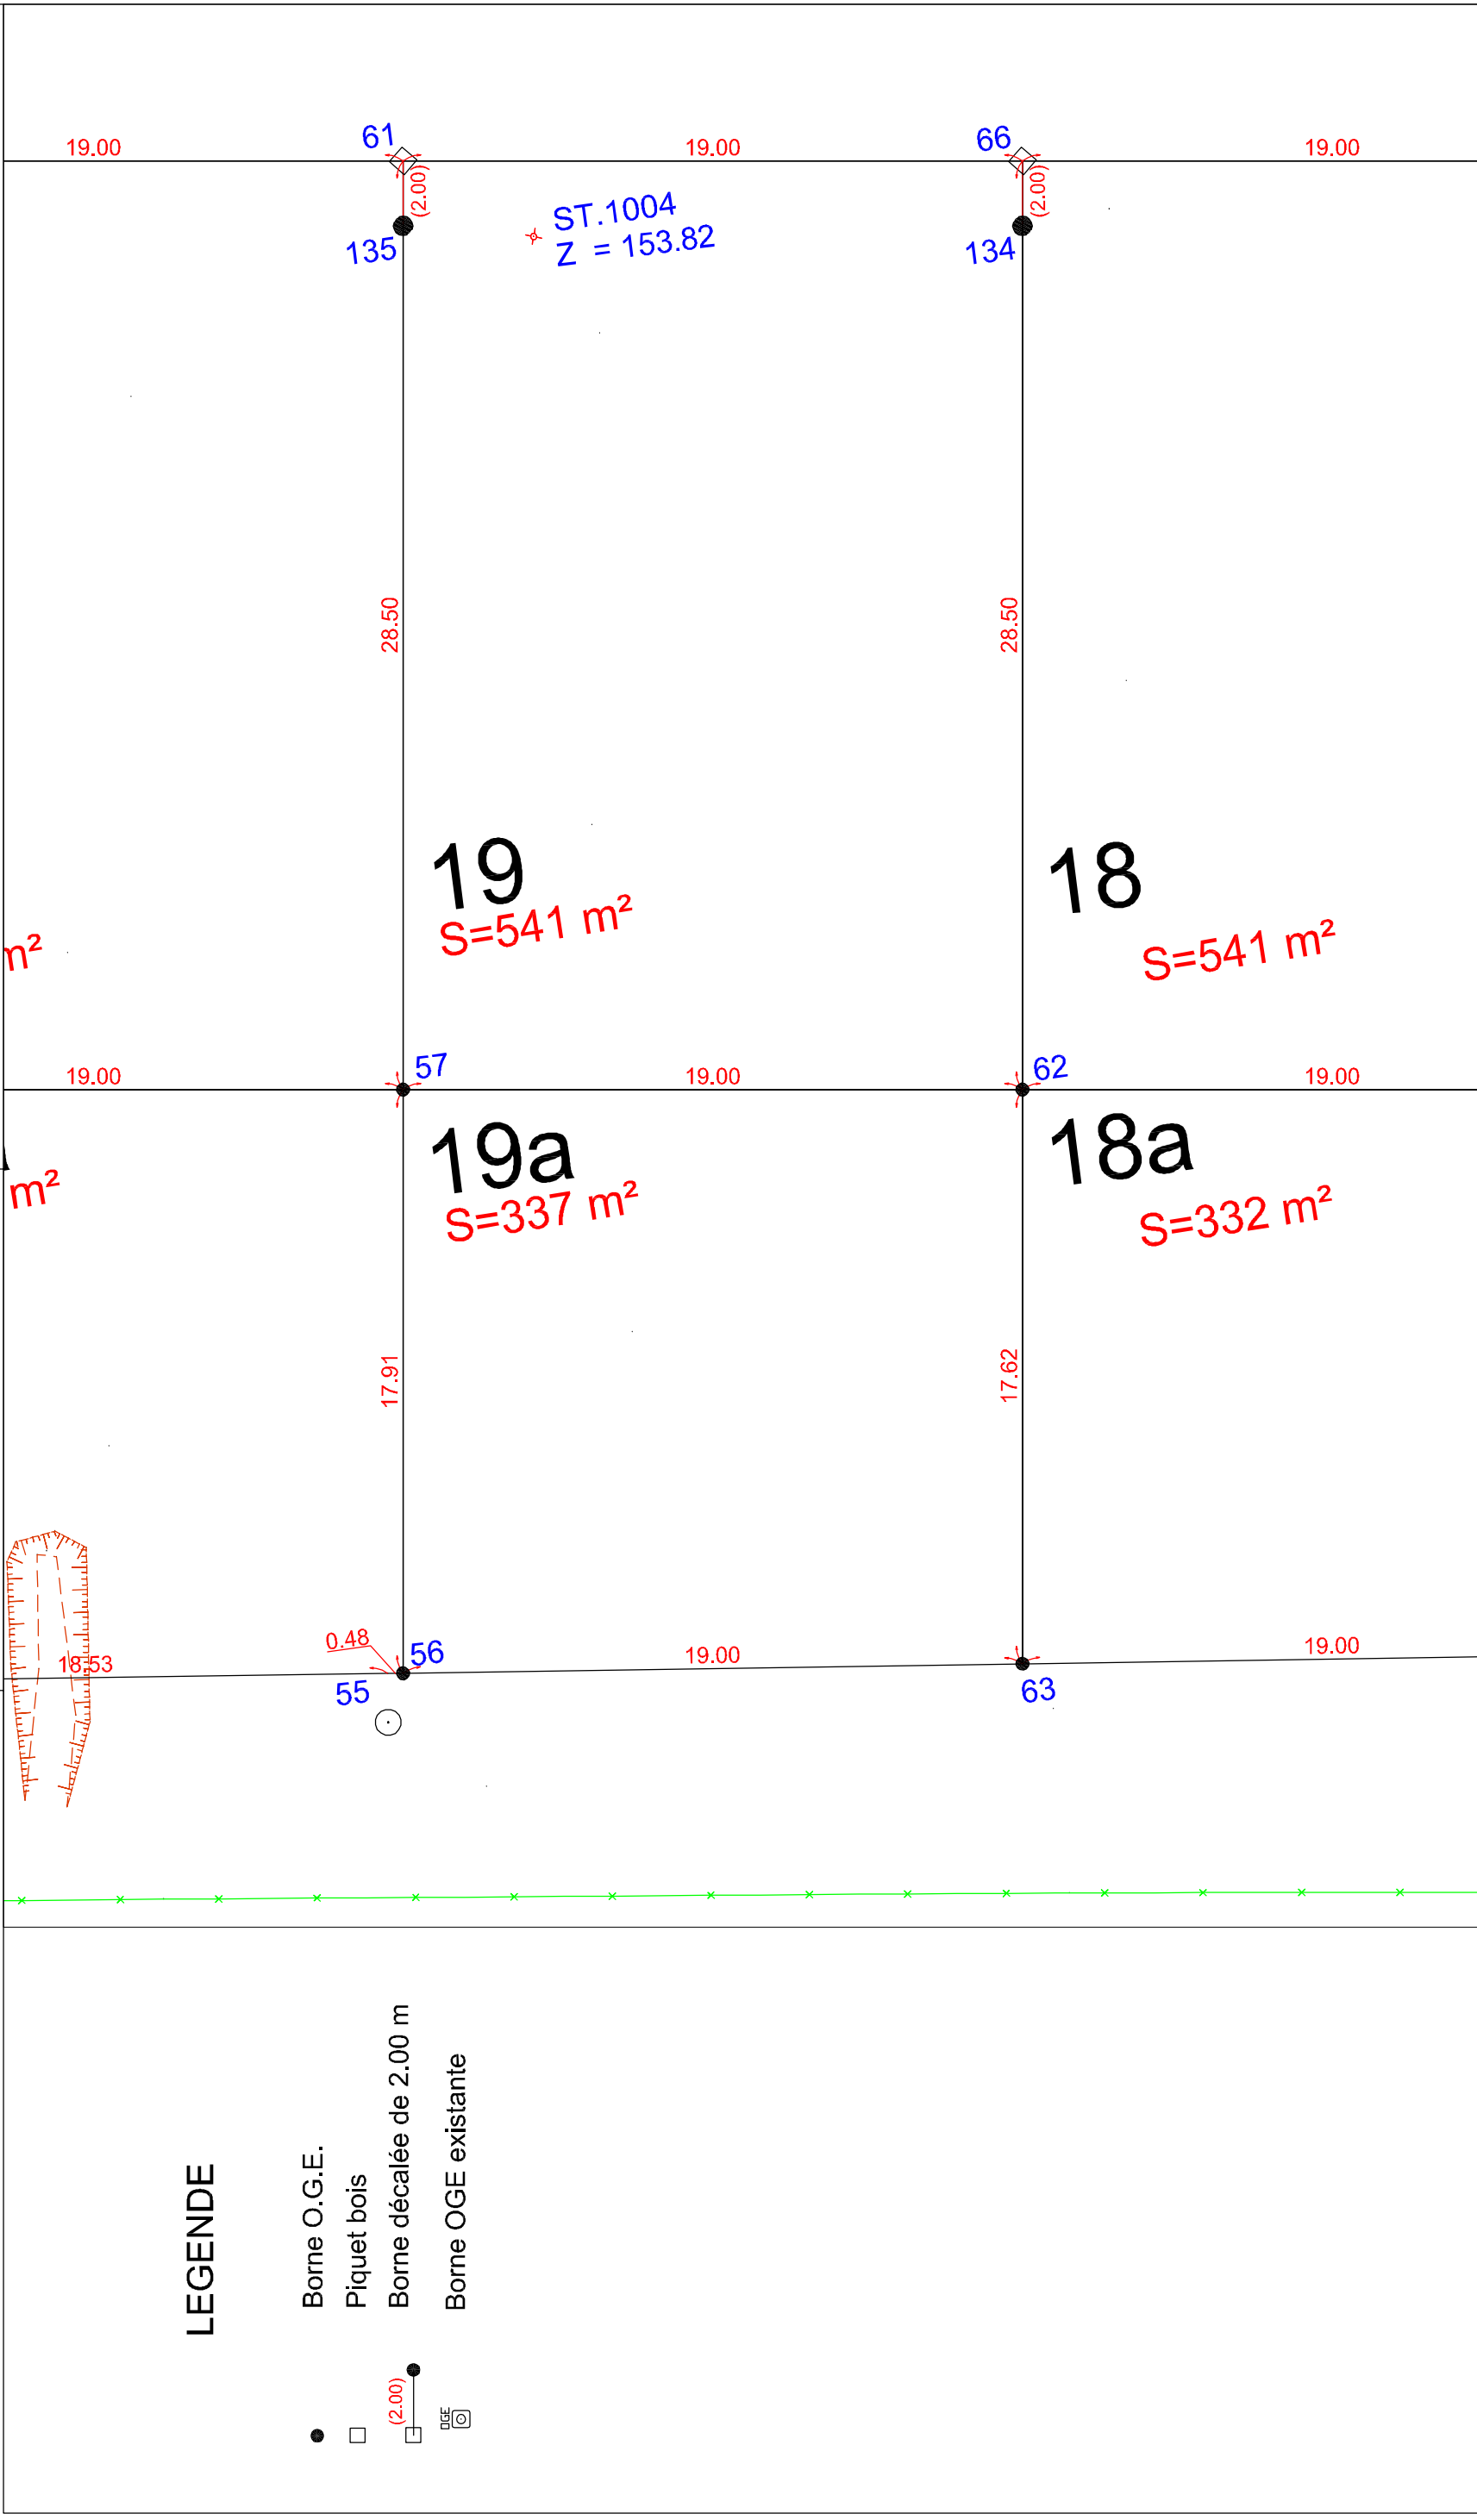 19.00
61
19.00
66
19.00
(2.00)
(2.00)
135
ST.1004
Z = 153.82
134
28.50
28.50
19
S=541 m²
18
S=541 m²
m²
19.00
57
19.00
62
19.00
19a
S=337 m²
18a
S=332 m²
m²
17.91
17.62
0.48
56
19.00
19.00
18.53
55
63
LEGENDE
Borne O.G.E.
Piquet bois
(2.00)
Borne décalée de 2.00 m
OGE
Borne OGE existante